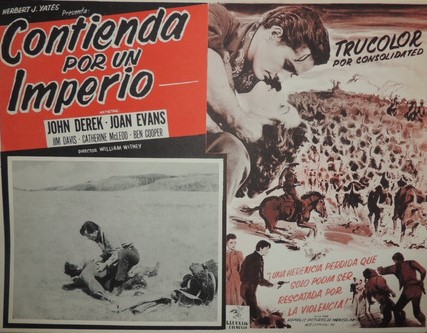 HERBERT J. YATES
Presenta:
Contienda
POR UN
Imperio
JOHN DEREK · JOAN EVANS
JIM DAVIS · CATHERINE McLEOD · BEN COOPER
DIRECTOR WILLIAM WITNEY
TRUCOLOR
POR CONSOLIDATED
¡UNA HERENCIA PERDIDA QUE
SOLO PODIA SER
RESCATADA POR
LA VIOLENCIA!